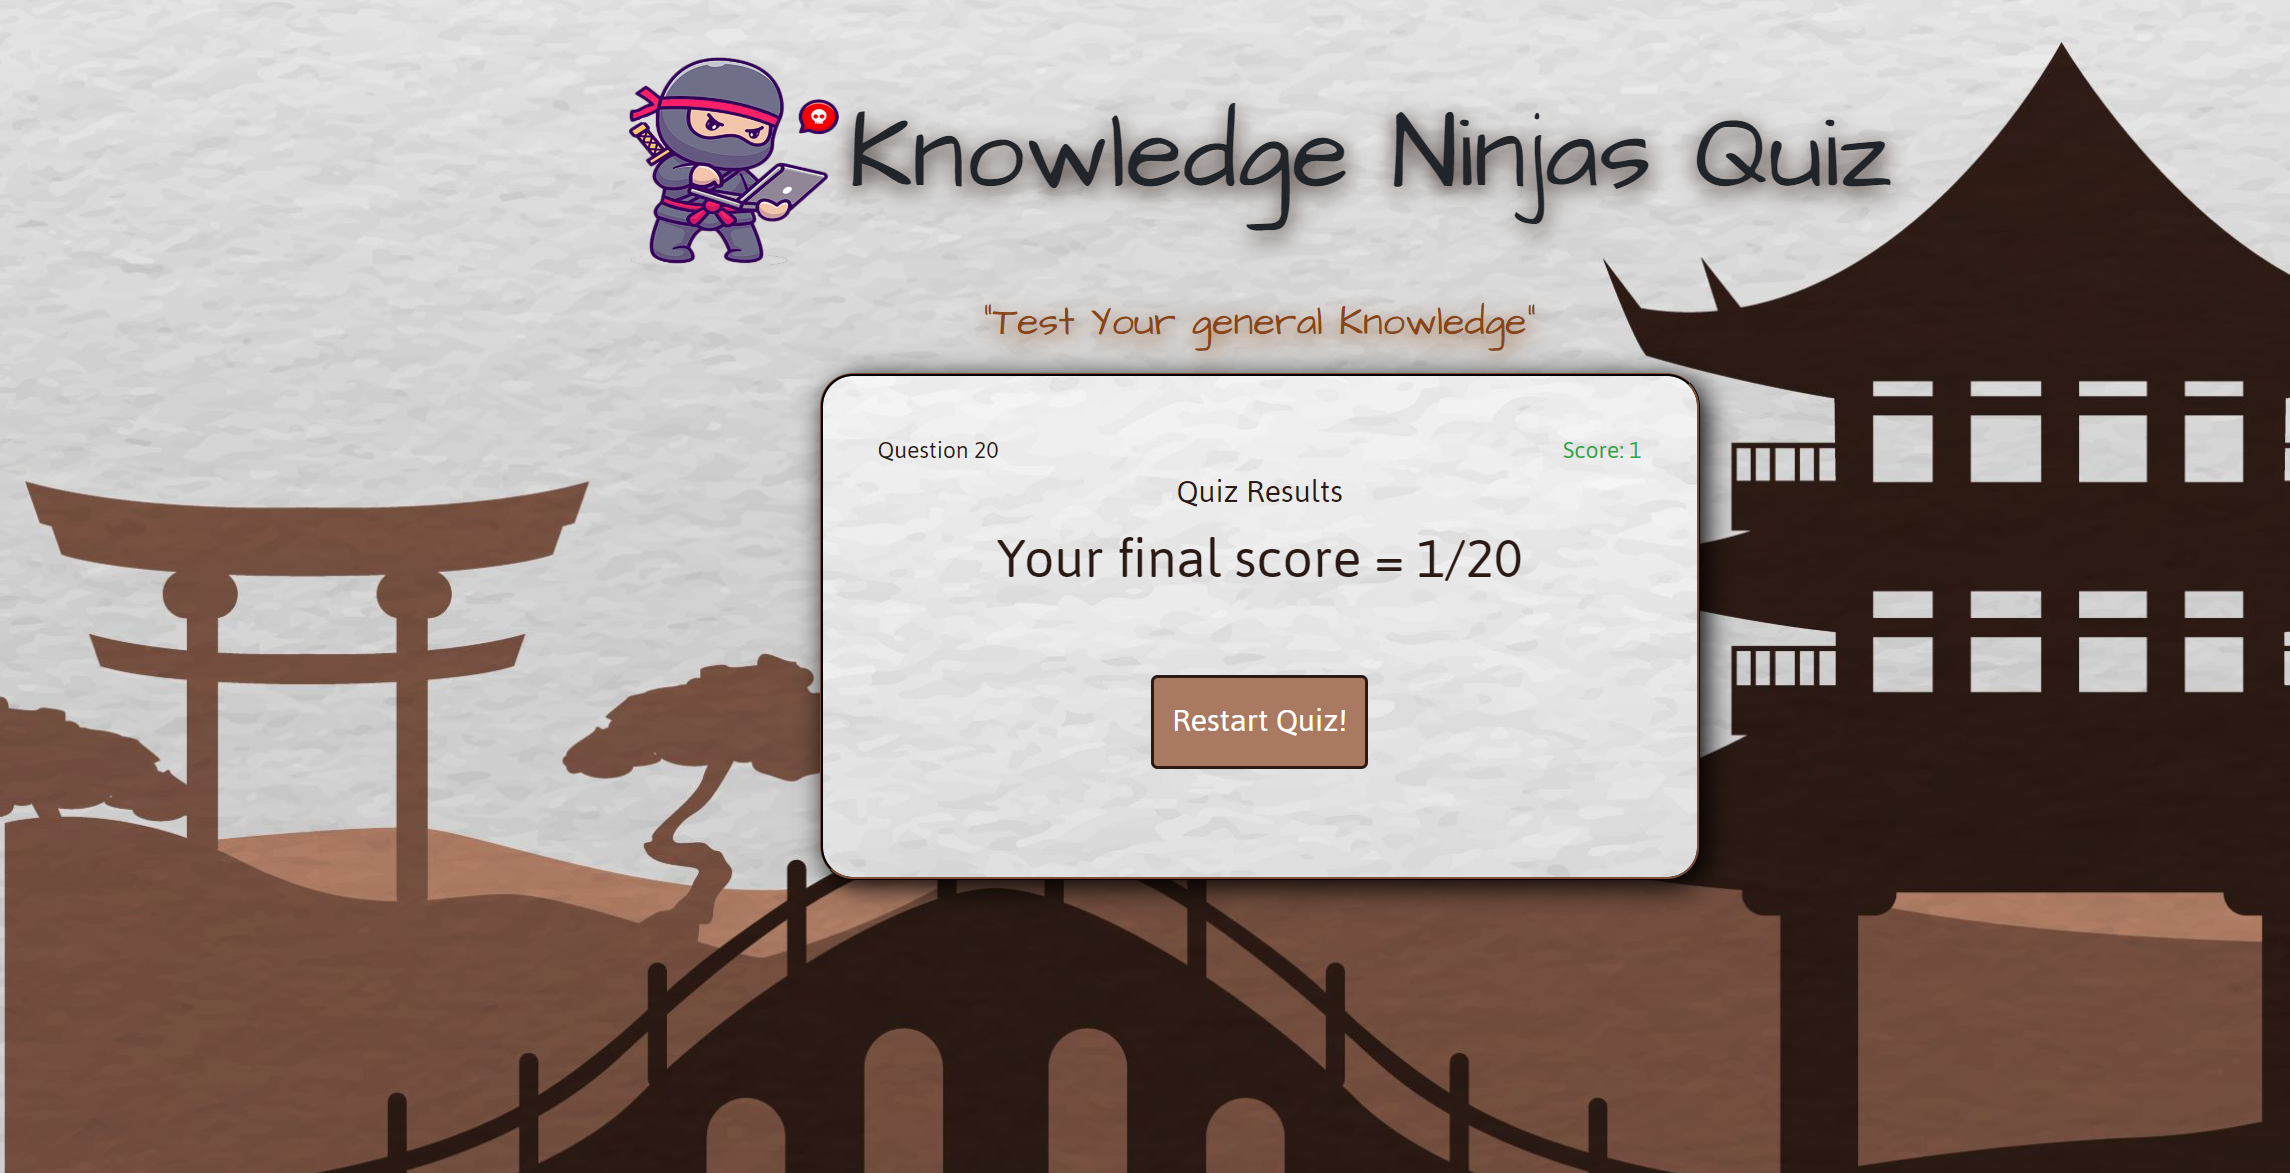 Knowledge Ninjas Quiz
"Test Your general Knowledge"
Question 20
Score: 1
Quiz Results
Your final score = 1/20
Restart Quiz!